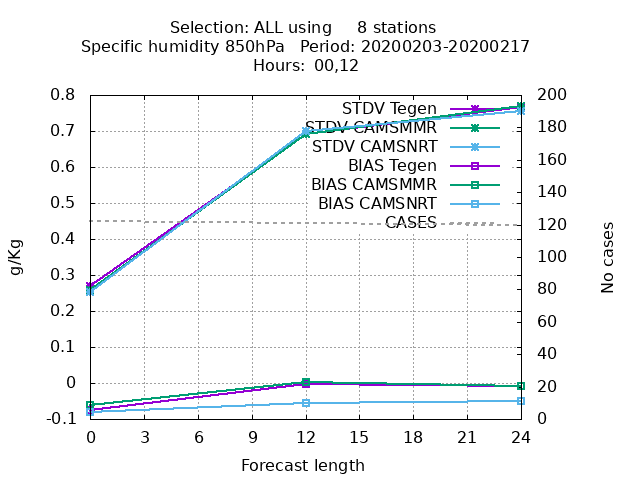 Selection: ALL using     8 stations
Specific humidity 850hPa   Period: 20200203-20200217
Hours: 00,12
0.8
0.7
0.6
0.5
0.4
0.3
0.2
0.1
0
-0.1
g/Kg
STDV Tegen
STDV CAMSMMR
STDV CAMSNRT
BIAS Tegen
BIAS CAMSMMR
BIAS CAMSNRT
CASES
200
180
160
140
120
100
80
60
40
20
0
No cases
0 3 6 9 12 15 18 21 24
Forecast length